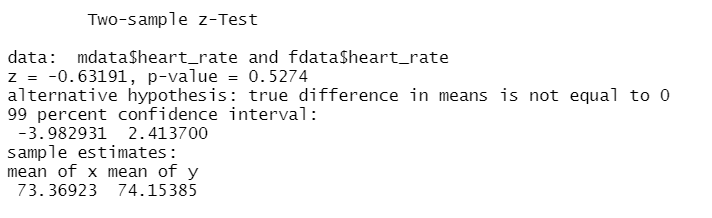 Two-sample z-Test
data:  mdata$heart_rate and fdata$heart_rate
z = -0.63191, p-value = 0.5274
alternative hypothesis: true difference in means is not equal to 0
99 percent confidence interval:
 -3.982931  2.413700
sample estimates:
mean of x mean of y
 73.36923  74.15385